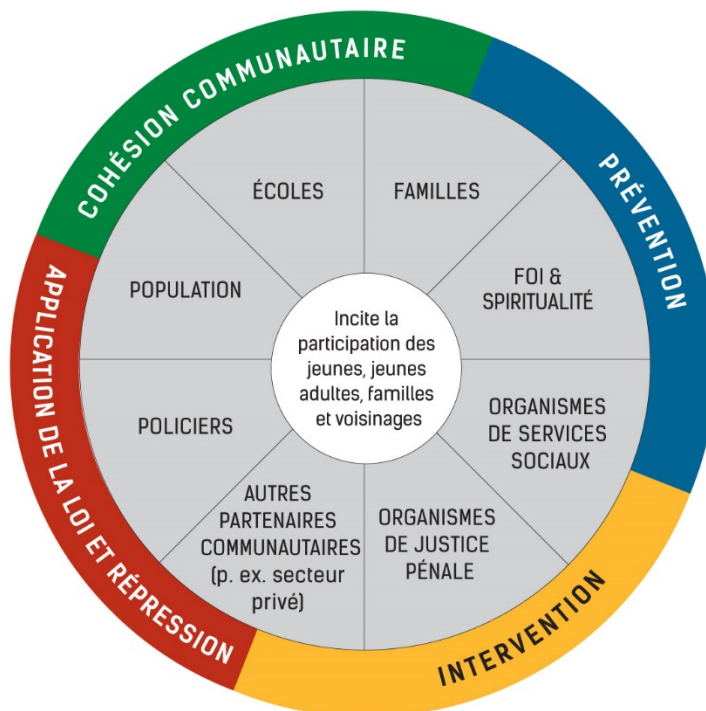 COHÉSION COMMUNAUTAIRE
PRÉVENTION
INTERVENTION
APPLICATION DE LA LOI ET RÉPRESSION
ÉCOLES
FAMILLES
FOI &
SPIRITUALITÉ
ORGANISMES
DE SERVICES
SOCIAUX
ORGANISMES
DE JUSTICE
PÉNALE
AUTRES
PARTENAIRES
COMMUNAUTAIRES
(p. ex. secteur
privé)
POLICIERS
POPULATION
Incite la
participation des
jeunes, jeunes
adultes, familles
et voisinages